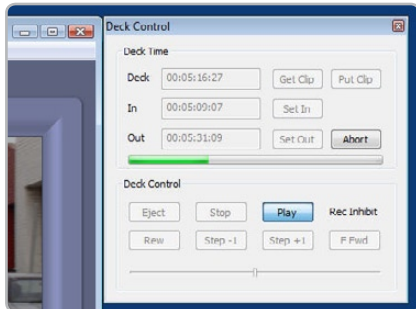 Deck Control
Deck Time
Deck 00:05:16:27 Get Clip Put Clip
In 00:05:09:07 Set In
Out 00:05:31:09 Set Out Abort
Deck Control
Eject Stop Play Rec Inhibit
Rew Step -1 Step +1 F Fwd